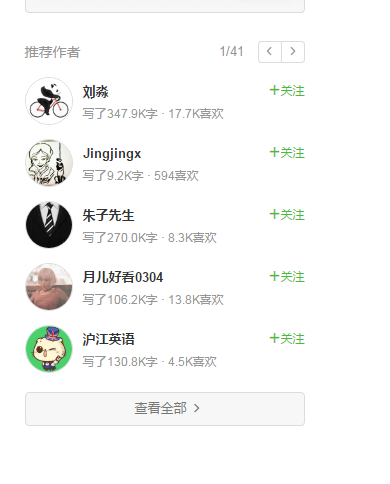 推荐作者 1/41
刘淼 +关注
写了347.9K字 · 17.7K喜欢
Jingjingx +关注
写了9.2K字 · 594喜欢
朱子先生 +关注
写了270.0K字 · 8.3K喜欢
月儿好看0304 +关注
写了106.2K字 · 13.8K喜欢
沪江英语 +关注
写了130.8K字 · 4.5K喜欢
查看全部